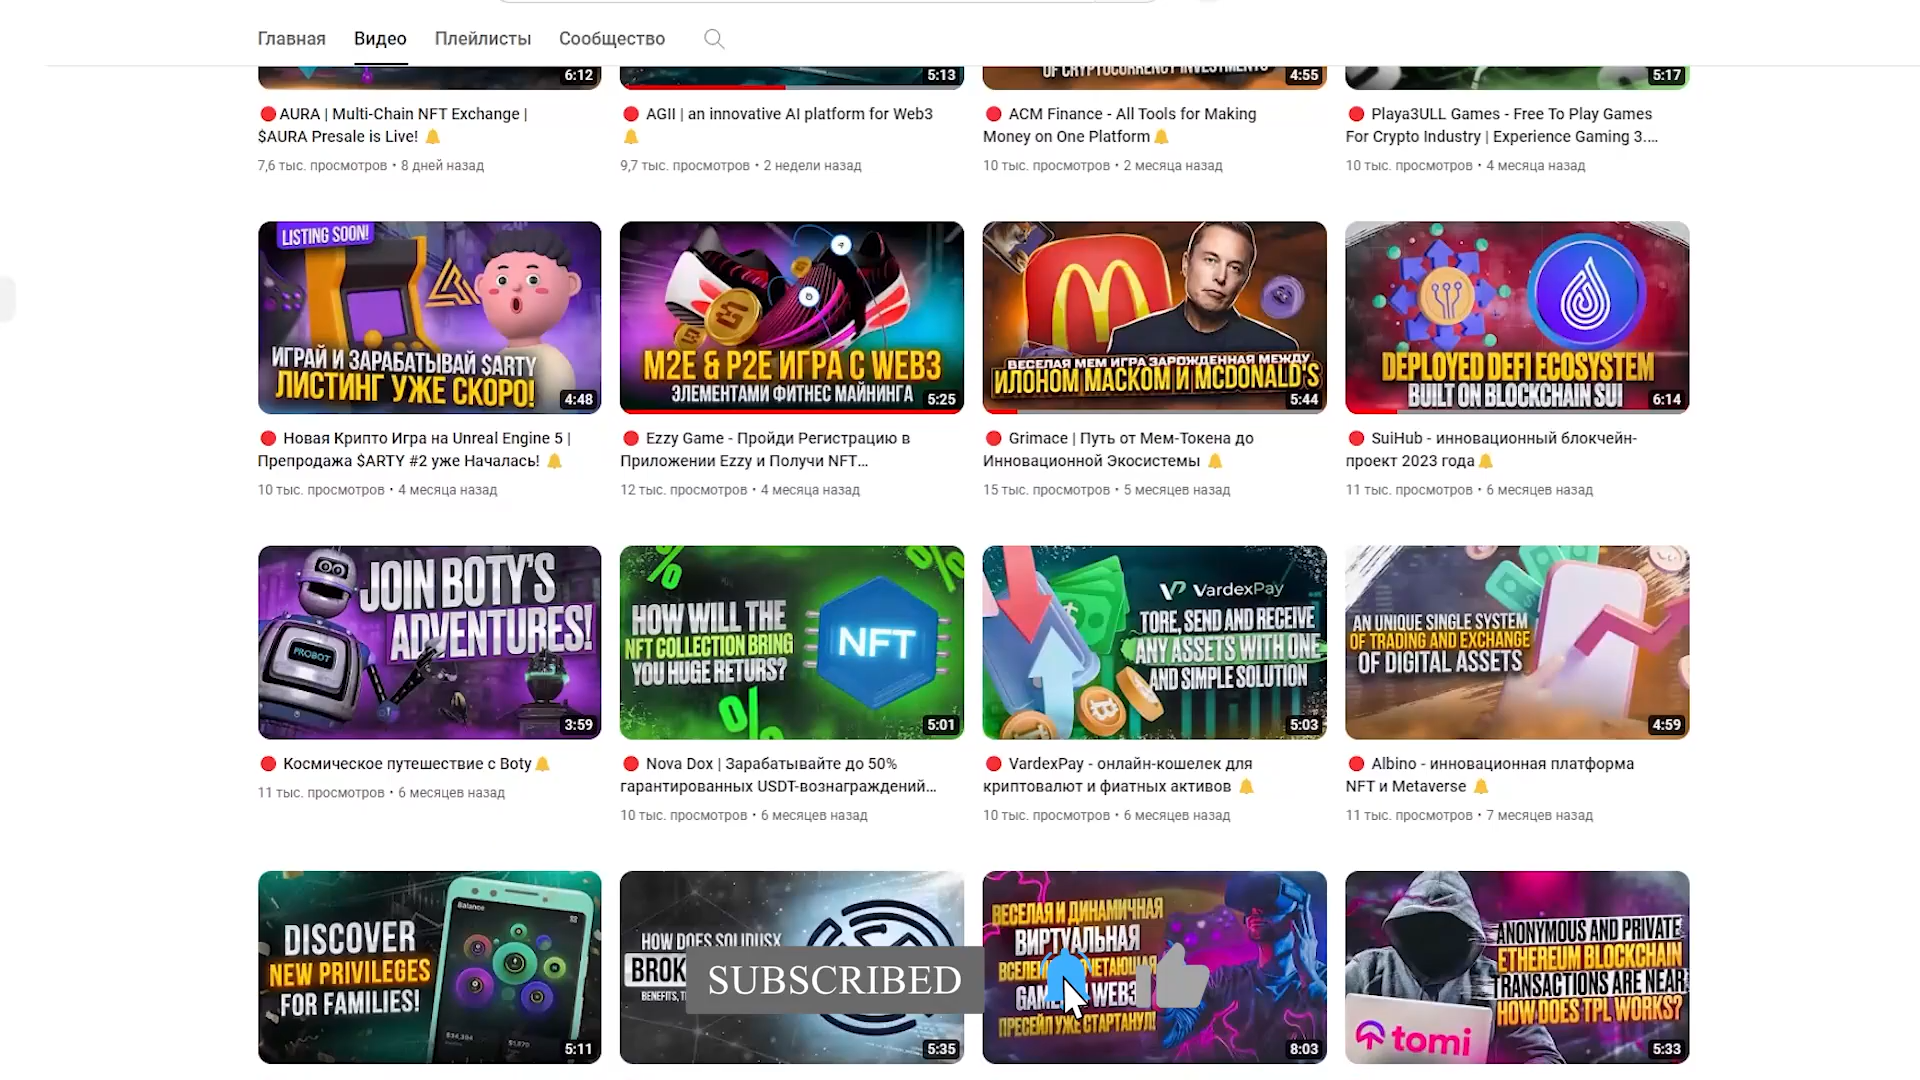 Главная Видео Плейлисты Сообщество
6:12
5:13
OF CRYPTOCURRENCY INVESTMENTS 4:55
5:17
AURA | Multi-Chain NFT Exchange |
$AURA Presale is Live!
7,6 тыс. просмотров • 8 дней назад
AGII | an innovative AI platform for Web3
9,7 тыс. просмотров • 2 недели назад
ACM Finance - All Tools for Making
Money on One Platform
10 тыс. просмотров • 2 месяца назад
Playa3ULL Games - Free To Play Games
For Crypto Industry | Experience Gaming 3....
10 тыс. просмотров • 4 месяца назад
LISTING SOON!
ИГРАЙ И ЗАРАБАТЫВАЙ $ARTY
ЛИСТИНГ УЖЕ СКОРО!
4:48
M2E & P2E ИГРА С WEB3
ЭЛЕМЕНТАМИ ФИТНЕС МАЙНИНГА
5:25
ВЕСЕЛАЯ МЕМ ИГРА ЗАРОЖДЕННАЯ МЕЖДУ
ИЛОНОМ МАСКОМ И MCDONALD'S
5:44
DEPLOYED DEFI ECOSYSTEM
BUILT ON BLOCKCHAIN SUI
6:14
Новая Крипто Игра на Unreal Engine 5 |
Препродажа $ARTY #2 уже Началась!
10 тыс. просмотров • 4 месяца назад
Ezzy Game - Пройди Регистрацию в
Приложении Ezzy и Получи NFT...
12 тыс. просмотров • 4 месяца назад
Grimace | Путь от Мем-Токена до
Инновационной Экосистемы
15 тыс. просмотров • 5 месяцев назад
SuiHub - инновационный блокчейн-
проект 2023 года
11 тыс. просмотров • 6 месяцев назад
JOIN BOTY'S
ADVENTURES!
PROBOT
3:59
HOW WILL THE
NFT COLLECTION BRING
YOU HUGE RETURS?
NFT
5:01
VardexPay
TORE, SEND AND RECEIVE
ANY ASSETS WITH ONE
AND SIMPLE SOLUTION
5:03
AN UNIQUE SINGLE SYSTEM
OF TRADING AND EXCHANGE
OF DIGITAL ASSETS
4:59
Космическое путешествие с Boty
11 тыс. просмотров • 6 месяцев назад
Nova Dox | Зарабатывайте до 50%
гарантированных USDT-вознаграждений...
10 тыс. просмотров • 6 месяцев назад
VardexPay - онлайн-кошелек для
криптовалют и фиатных активов
10 тыс. просмотров • 6 месяцев назад
Albino - инновационная платформа
NFT и Metaverse
11 тыс. просмотров • 7 месяцев назад
DISCOVER
NEW PRIVILEGES
FOR FAMILIES!
Balance
5:11
HOW DOES SOLIDUSX
BROK
BENEFITS,
5:35
SUBSCRIBED
ВЕСЕЛАЯ И ДИНАМИЧНАЯ
ВИРТУАЛЬНАЯ
WEB3
ПРЕСЕЙЛ УЖЕ СТАРТАНУЛ!
8:03
ANONYMOUS AND PRIVATE
ETHEREUM BLOCKCHAIN
TRANSACTIONS ARE NEAR
HOW DOES TPL WORKS?
tomi
5:33